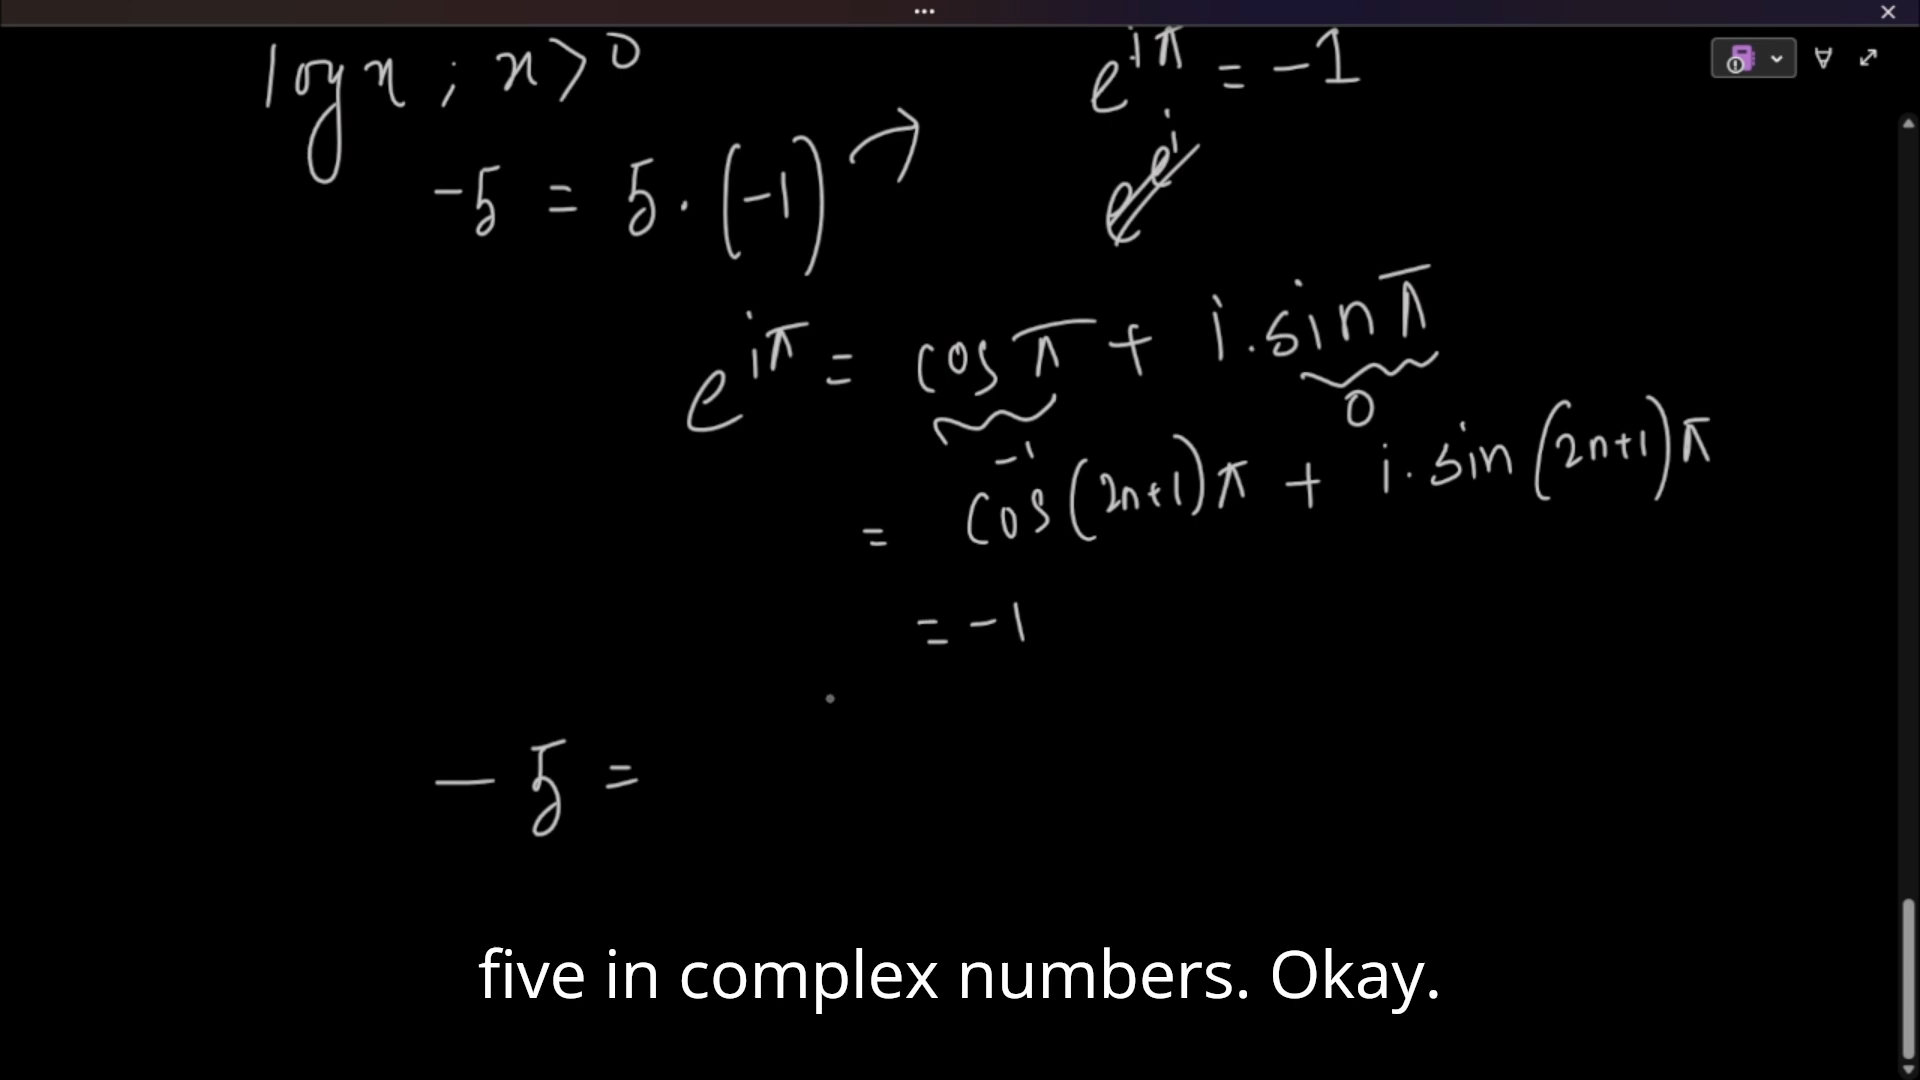 log x ; x > 0
e^{iπ} = -1
-5 = 5 · (-1)
e^{iπ} = cos π + i. sin π
-1
0
= cos (2n+1) π + i. sin (2n+1) π
= -1
- 5 =
five in complex numbers. Okay.